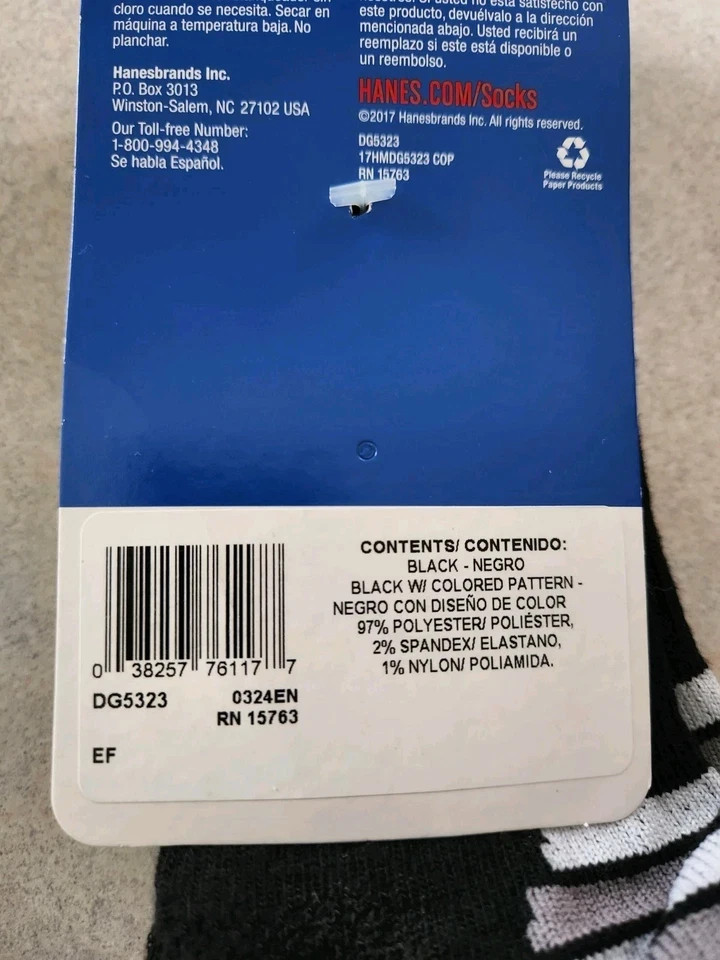 cloro cuando se necesita. Secar en
máquina a temperatura baja. No
planchar.
Hanesbrands Inc.
P.O. Box 3013
Winston-Salem, NC 27102 USA
Our Toll-free Number:
1-800-994-4348
Se habla Español.
no está satisfecho con
este producto, devuélvalo a la dirección
mencionada abajo. Usted recibirá un
reemplazo si este está disponible o
un reembolso.
HANES.COM/Socks
©2017 Hanesbrands Inc. All rights reserved.
DG5323
17HMDG5323 COP
RN 15763
Please Recycle
Paper Products
0 38257 76117 7
DG5323 0324EN
RN 15763
EF
CONTENTS/ CONTENIDO:
BLACK - NEGRO
BLACK W/ COLORED PATTERN -
NEGRO CON DISEÑO DE COLOR
97% POLYESTER/ POLIÉSTER,
2% SPANDEX/ ELASTANO,
1% NYLON/ POLIAMIDA.